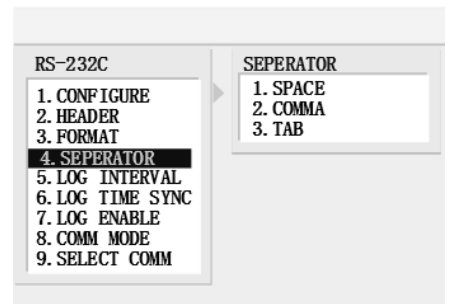 RS-232C
1. CONFIGURE
2. HEADER
3. FORMAT
4. SEPERATOR
5. LOG INTERVAL
6. LOG TIME SYNC
7. LOG ENABLE
8. COMM MODE
9. SELECT COMM
SEPERATOR
1. SPACE
2. COMMA
3. TAB